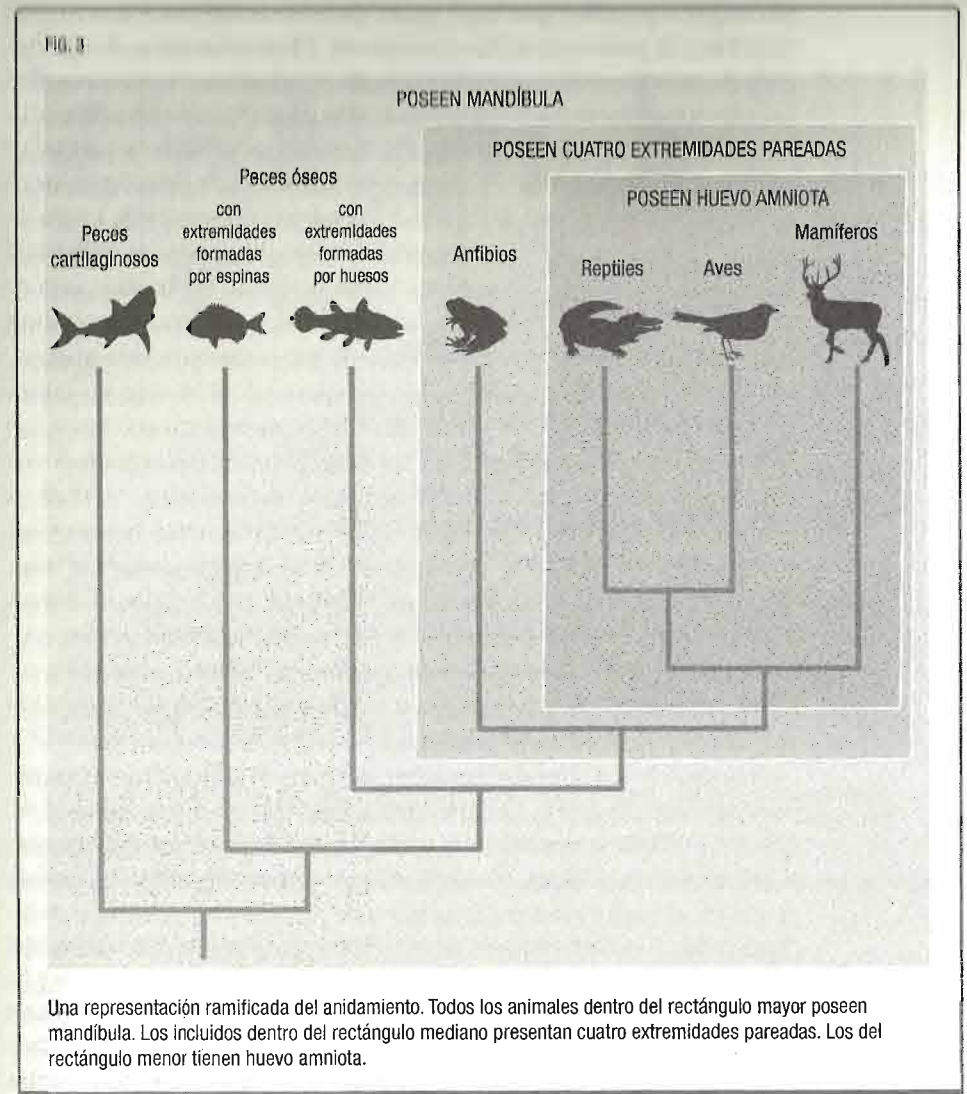 FIG. 3
POSEEN MANDÍBULA
POSEEN CUATRO EXTREMIDADES PAREADAS
POSEEN HUEVO AMNIOTA
Peces óseos
Peces
cartilaginosos
con
extremidades
formadas
por espinas
con
extremidades
formadas
por huesos
Anfibios
Reptiles
Aves
Mamíferos
Una representación ramificada del anidamiento. Todos los animales dentro del rectángulo mayor poseen
mandíbula. Los incluidos dentro del rectángulo mediano presentan cuatro extremidades pareadas. Los del
rectángulo menor tienen huevo amniota.